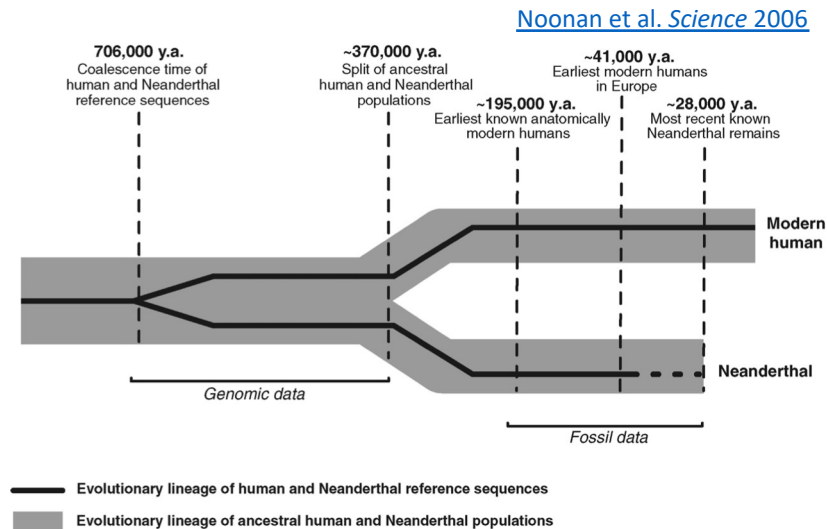 Noonan et al. Science 2006
706,000 y.a.
Coalescence time of
human and Neanderthal
reference sequences
~370,000 y.a.
Split of ancestral
human and Neanderthal
populations
~195,000 y.a.
Earliest known anatomically
modern humans
~41,000 y.a.
Earliest modern humans
in Europe
~28,000 y.a.
Most recent known
Neanderthal remains
Modern
human
Neanderthal
Genomic data
Fossil data
Evolutionary lineage of human and Neanderthal reference sequences
Evolutionary lineage of ancestral human and Neanderthal populations